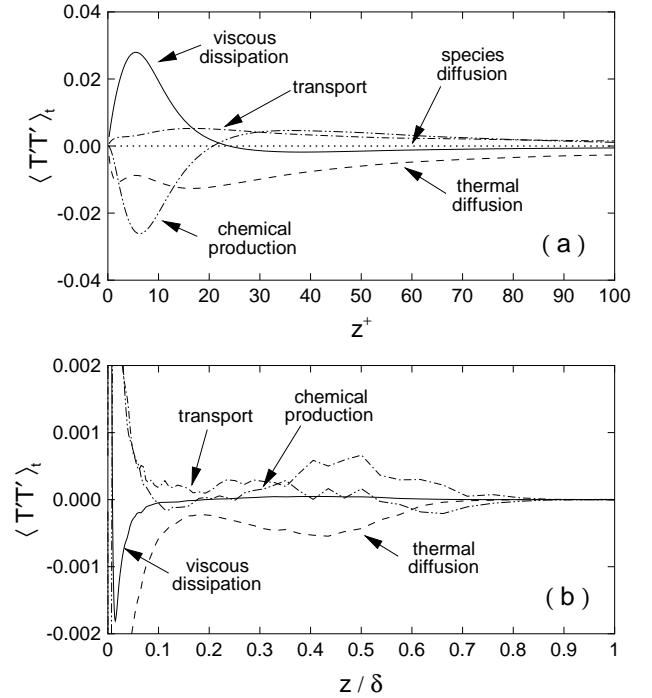 0.04
viscous
dissipation
species
diffusion
transport
0.02
⟨ T′T′ ⟩t
0.00
-0.02
thermal
diffusion
chemical
production
( a )
-0.04
0 10 20 30 40 50 60 70 80 90 100
z+
0.002
chemical
production
transport
0.001
⟨ T′T′ ⟩t
0.000
-0.001
viscous
dissipation
thermal
diffusion
( b )
-0.002
0 0.1 0.2 0.3 0.4 0.5 0.6 0.7 0.8 0.9 1
z / δ